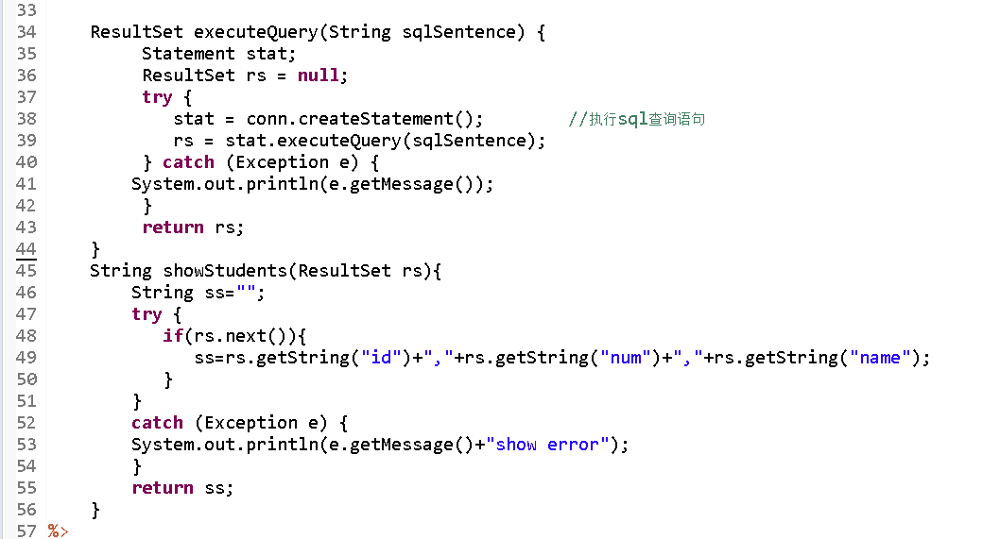 33
34 ResultSet executeQuery(String sqlSentence) {
35 Statement stat;
36 ResultSet rs = null;
37 try {
38 stat = conn.createStatement(); //执行sql查询语句
39 rs = stat.executeQuery(sqlSentence);
40 } catch (Exception e) {
41 System.out.println(e.getMessage());
42 }
43 return rs;
44 }
45 String showStudents(ResultSet rs){
46 String ss="";
47 try {
48 if(rs.next()){
49 ss=rs.getString("id")+","+rs.getString("num")+","+rs.getString("name");
50 }
51 }
52 catch (Exception e) {
53 System.out.println(e.getMessage()+"show error");
54 }
55 return ss;
56 }
57 %>